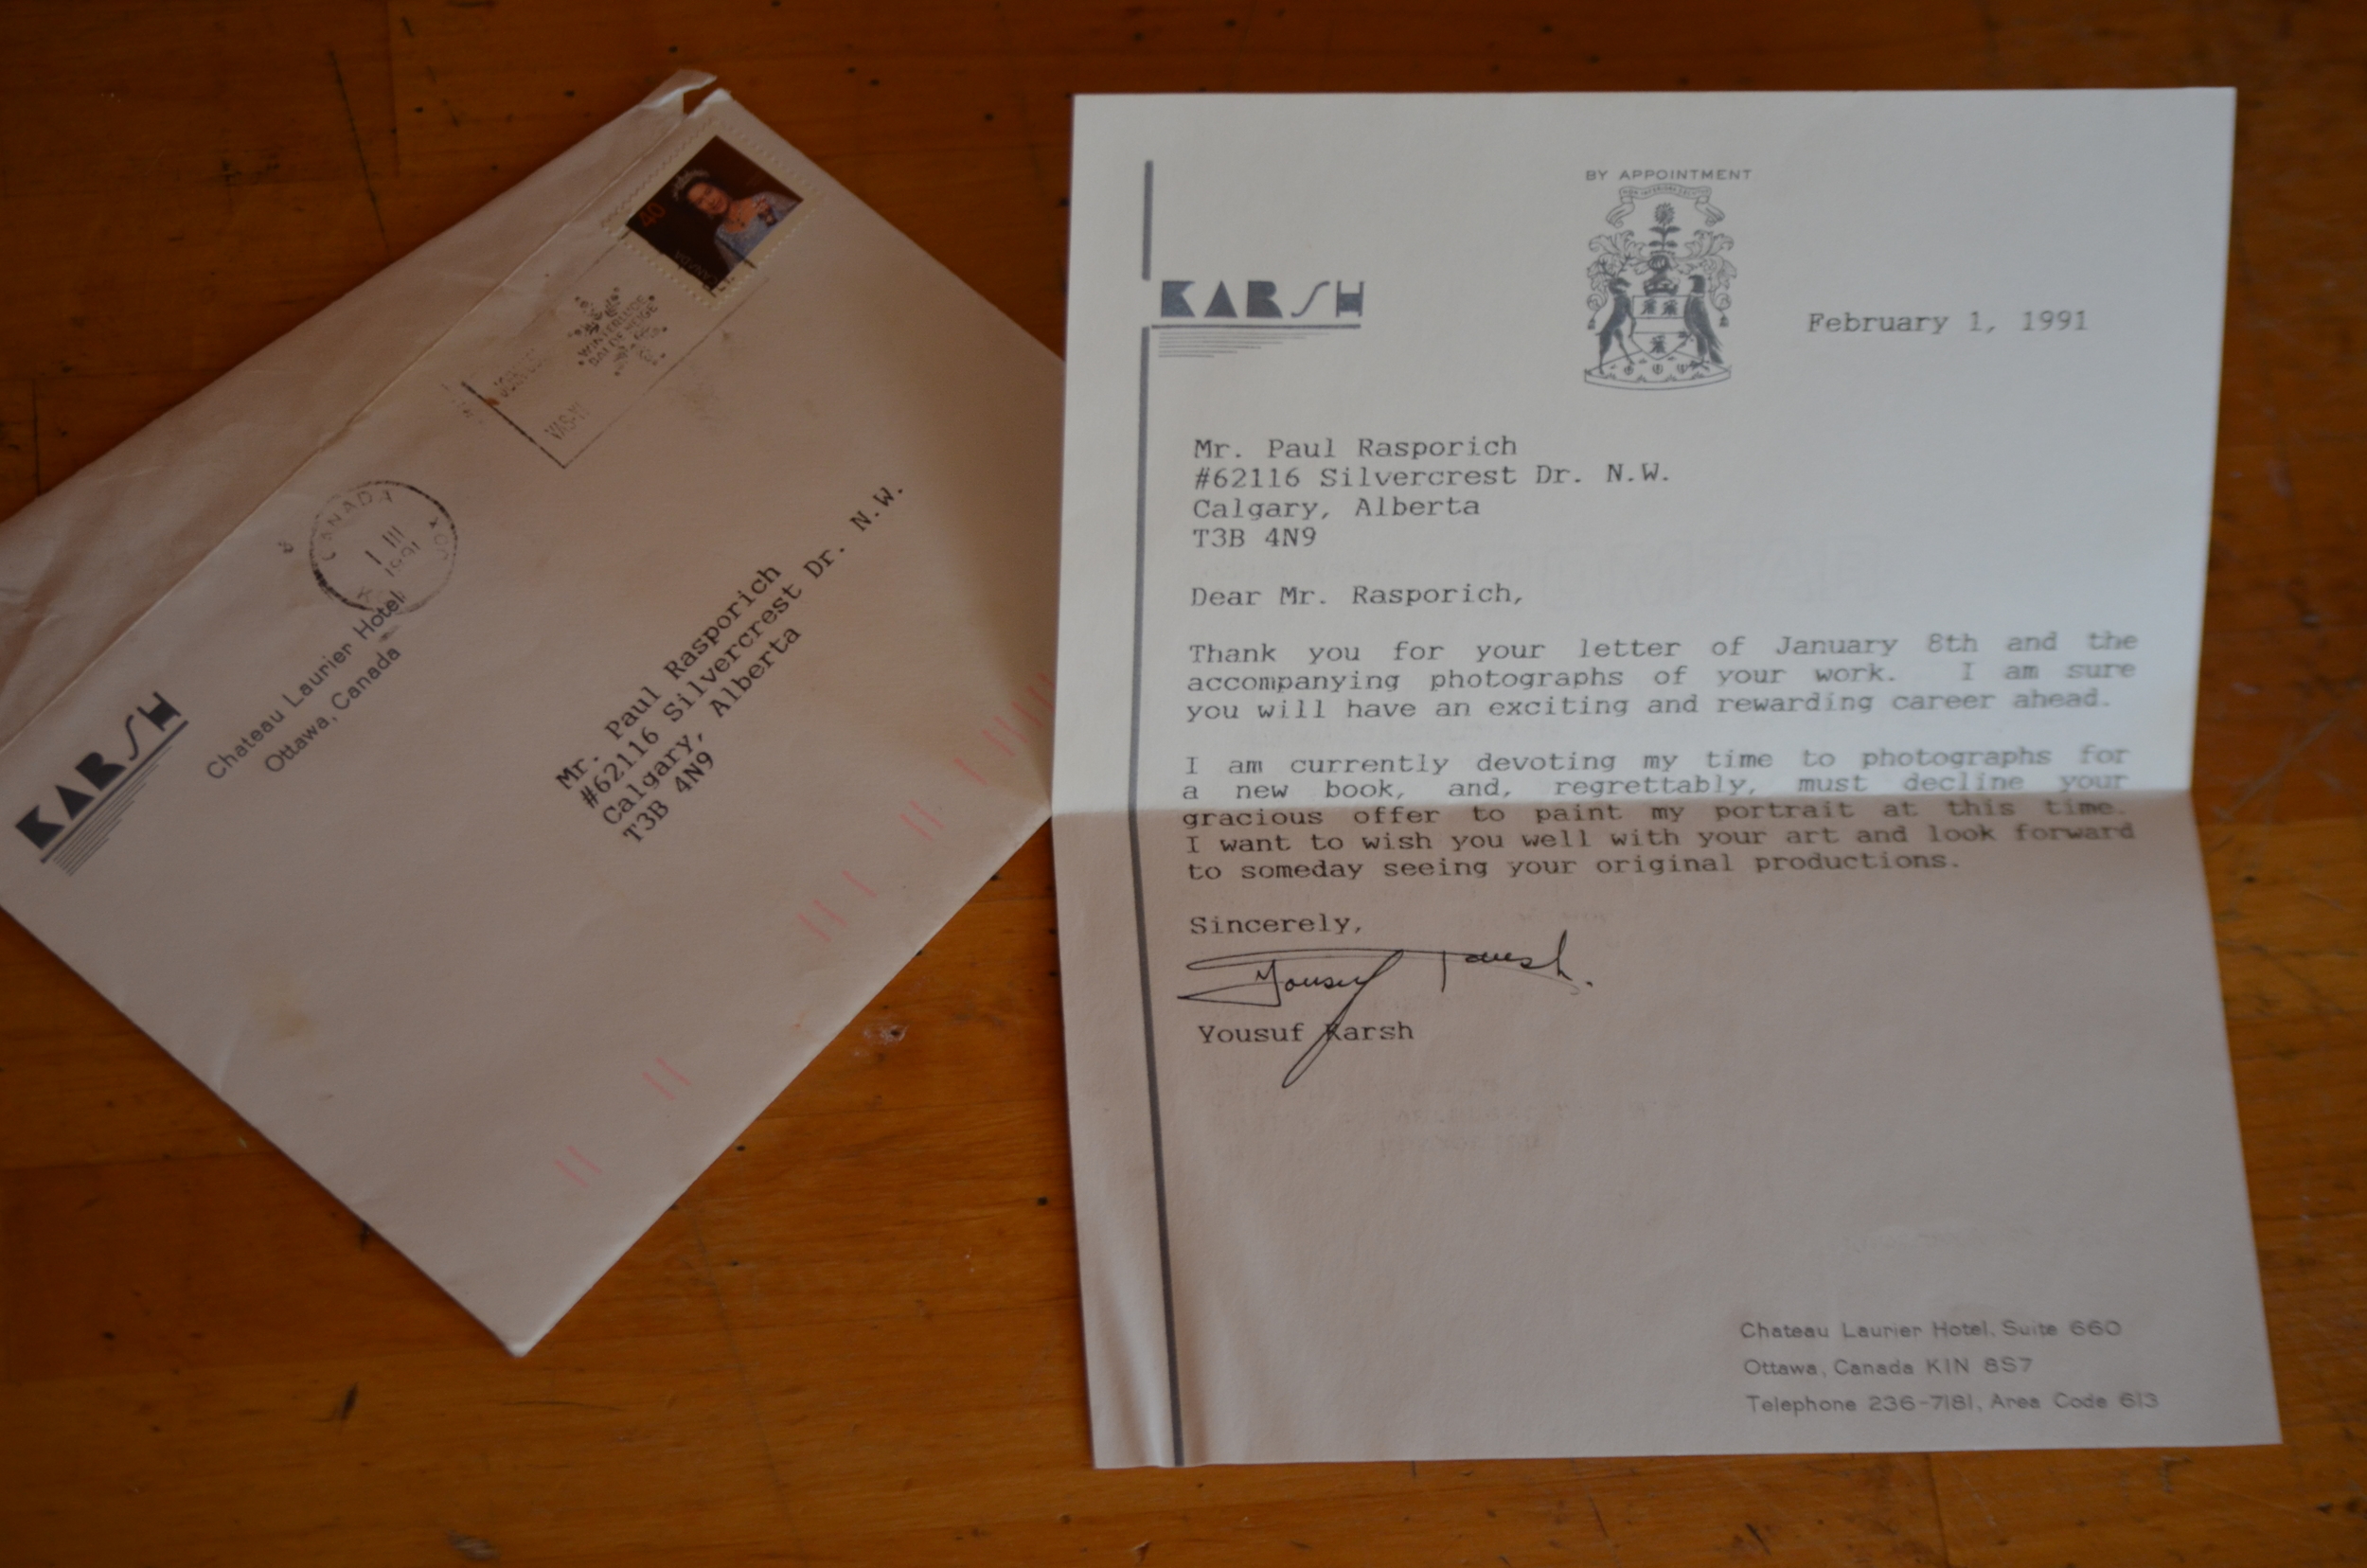 40
CANADA
WINTERLUDE
BAL DE NEIGE
CANADA
1 III
1991
KARSH
Chateau Laurier Hotel
Ottawa, Canada
Mr. Paul Rasporich
#62116 Silvercrest Dr. N.W.
Calgary, Alberta
T3B 4N9
BY APPOINTMENT
KARSH
February 1, 1991
Mr. Paul Rasporich
#62116 Silvercrest Dr. N.W.
Calgary, Alberta
T3B 4N9
Dear Mr. Rasporich,
Thank you for your letter of January 8th and the
accompanying photographs of your work. I am sure
you will have an exciting and rewarding career ahead.
I am currently devoting my time to photographs for
a new book, and, regrettably, must decline your
gracious offer to paint my portrait at this time.
I want to wish you well with your art and look forward
to someday seeing your original productions.
Sincerely,
Yousuf Karsh.
Yousuf Karsh
Chateau Laurier Hotel, Suite 660
Ottawa, Canada K1N 8S7
Telephone 236-7181, Area Code 613